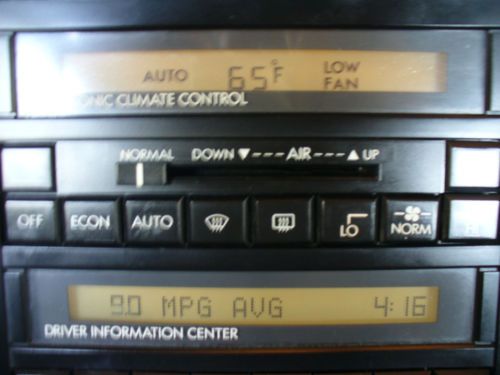 AUTO 65°F LOW
FAN
ONIC CLIMATE CONTROL
NORMAL DOWN ▼---AIR---▲ UP
OFF ECON AUTO LO NORM
9.0 MPG AVG 4:16
DRIVER INFORMATION CENTER